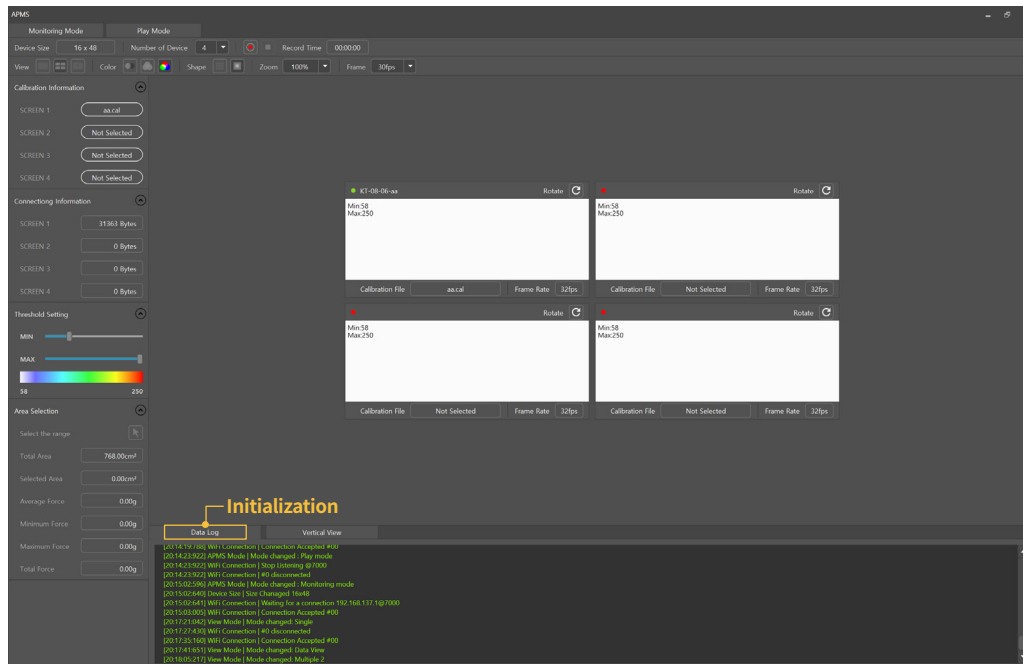 APMS
Monitoring Mode Play Mode
Device Size 16 x 48 Number of Device 4 Record Time 00:00:00
View Color Shape Zoom 100% Frame 30fps
Calibration Information
SCREEN 1 aa.cal
SCREEN 2 Not Selected
SCREEN 3 Not Selected
SCREEN 4 Not Selected
Connectiong Information
SCREEN 1 31363 Bytes
SCREEN 2 0 Bytes
SCREEN 3 0 Bytes
SCREEN 4 0 Bytes
Threshold Setting
MIN
MAX
58 250
Area Selection
Select the range
Total Area 768.00cm²
Selected Area 0.00cm²
Average Force 0.00g
Minimum Force 0.00g
Maximum Force 0.00g
Total Force 0.00g
KT-08-06-aa Rotate
Min:58
Max:250
Calibration File aa.cal Frame Rate 32fps
Rotate
Min:58
Max:250
Calibration File Not Selected Frame Rate 32fps
Rotate
Min:58
Max:250
Calibration File Not Selected Frame Rate 32fps
Rotate
Min:58
Max:250
Calibration File Not Selected Frame Rate 32fps
Initialization
Data Log Vertical View
[20:14:19:788] WiFi Connection | Connection Accepted #00
[20:14:23:922] APMS Mode | Mode changed : Play mode
[20:14:23:922] WiFi Connection | Stop Listening @7000
[20:14:23:922] WiFi Connection | #0 disconnected
[20:15:02:596] APMS Mode | Mode changed : Monitoring mode
[20:15:02:640] Device Size | Size Chanaged 16x48
[20:15:02:641] WiFi Connection | Waiting for a connection 192.168.137.1@7000
[20:15:03:005] WiFi Connection | Connection Accepted #00
[20:17:21:042] View Mode | Mode changed: Single
[20:17:27:430] WiFi Connection | #0 disconnected
[20:17:35:160] WiFi Connection | Connection Accepted #00
[20:17:41:651] View Mode | Mode changed: Data View
[20:18:05:217] View Mode | Mode changed: Multiple 2